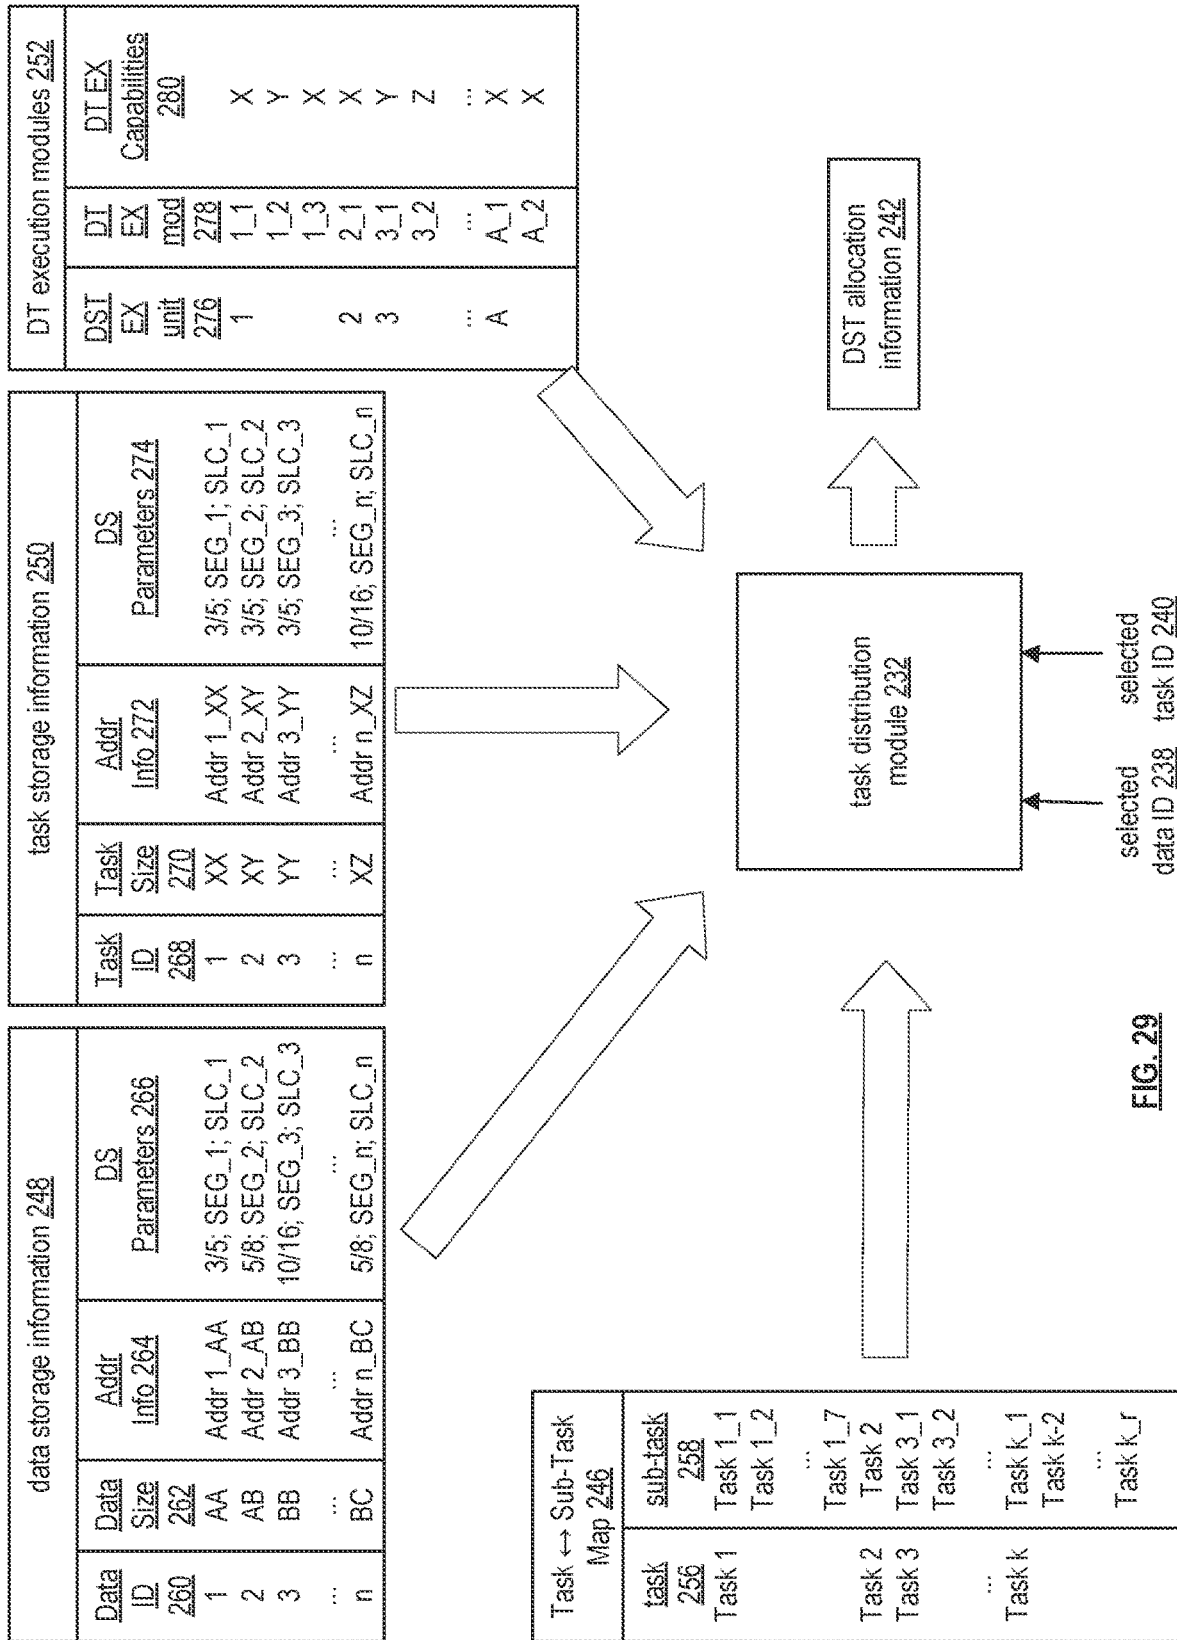 data storage information 248
Data ID 260 Data Size 262 Addr Info 264 DS Parameters 266
1 AA Addr 1_AA 3/5; SEG_1; SLC_1
2 AB Addr 2_AB 5/8; SEG_2; SLC_2
3 BB Addr 3_BB 10/16; SEG_3; SLC_3
... ... ... ...
n BC Addr n_BC 5/8; SEG_n; SLC_n
task storage information 250
Task ID 268 Task Size 270 Addr Info 272 DS Parameters 274
1 XX Addr 1_XX 3/5; SEG_1; SLC_1
2 XY Addr 2_XY 3/5; SEG_2; SLC_2
3 YY Addr 3_YY 3/5; SEG_3; SLC_3
... ... ... ...
n XZ Addr n_XZ 10/16; SEG_n; SLC_n
DT execution modules 252
DST EX unit 276 DT EX mod 278 DT EX Capabilities 280
1 1_1 X
1_2 Y
1_3 X
2 2_1 X
3 3_1 Y
3_2 Z
... ... ...
A A_1 X
A_2 X
Task ↔ Sub-Task
Map 246
task 256 sub-task 258
Task 1 Task 1_1
Task 1_2
...
Task 1_7
Task 2 Task 2
Task 3 Task 3_1
Task 3_2
... ...
Task k Task k_1
Task k-2
...
Task k_r
task distribution
module 232
DST allocation
information 242
selected
data ID 238
selected
task ID 240
FIG. 29